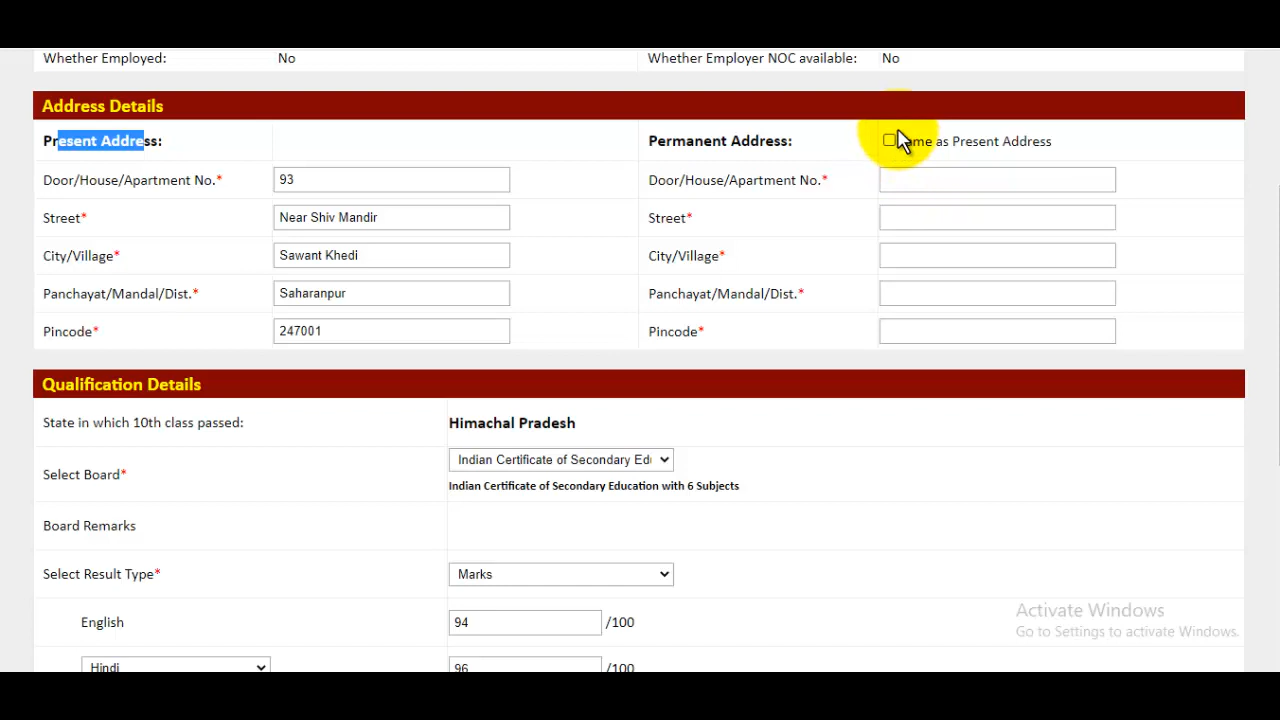 Whether Employed: No Whether Employer NOC available: No
Address Details
Present Address: Permanent Address: Same as Present Address
Door/House/Apartment No.* 93 Door/House/Apartment No.*
Street* Near Shiv Mandir Street*
City/Village* Sawant Khedi City/Village*
Panchayat/Mandal/Dist.* Saharanpur Panchayat/Mandal/Dist.*
Pincode* 247001 Pincode*
Qualification Details
State in which 10th class passed: Himachal Pradesh
Select Board* Indian Certificate of Secondary Edu
Indian Certificate of Secondary Education with 6 Subjects
Board Remarks
Select Result Type* Marks
English 94 /100
Hindi 96 /100
Activate Windows
Go to Settings to activate Windows.